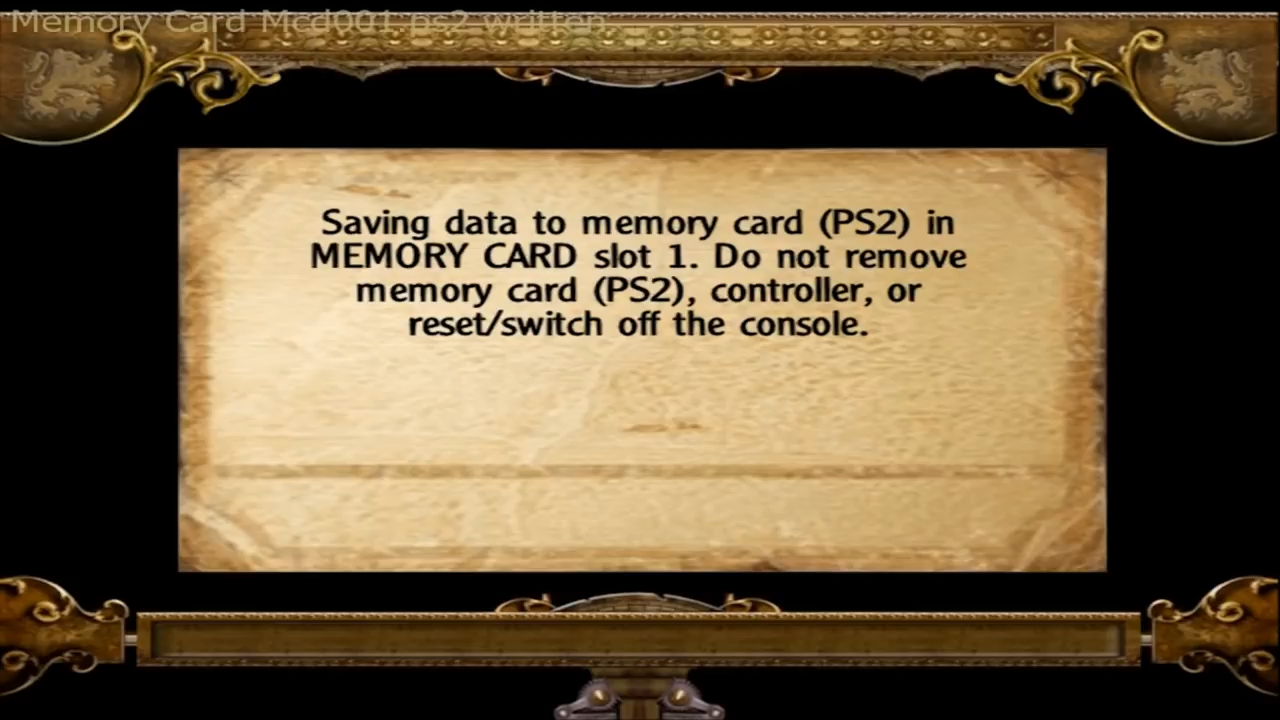 Memory Card Mcd001.ps2 written.
Saving data to memory card (PS2) in
MEMORY CARD slot 1. Do not remove
memory card (PS2), controller, or
reset/switch off the console.